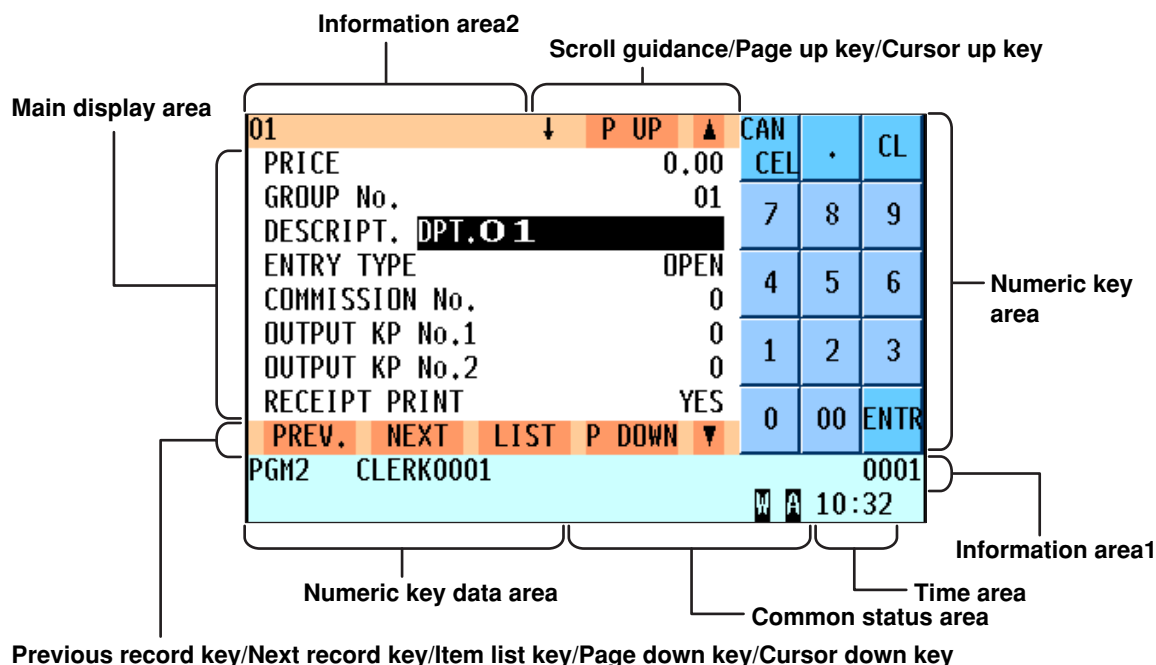 Information area2
Scroll guidance/Page up key/Cursor up key
Main display area
01 ↓ P UP ▲
PRICE 0.00
GROUP No. 01
DESCRIPT. DPT.01
ENTRY TYPE OPEN
COMMISSION No. 0
OUTPUT KP No.1 0
OUTPUT KP No.2 0
RECEIPT PRINT YES
PREV. NEXT LIST P DOWN ▼
CAN
CEL . CL
7 8 9
4 5 6
1 2 3
0 00 ENTR
Numeric key
area
PGM2 CLERK0001 0001
W A 10:32
Information area1
Numeric key data area
Time area
Common status area
Previous record key/Next record key/Item list key/Page down key/Cursor down key